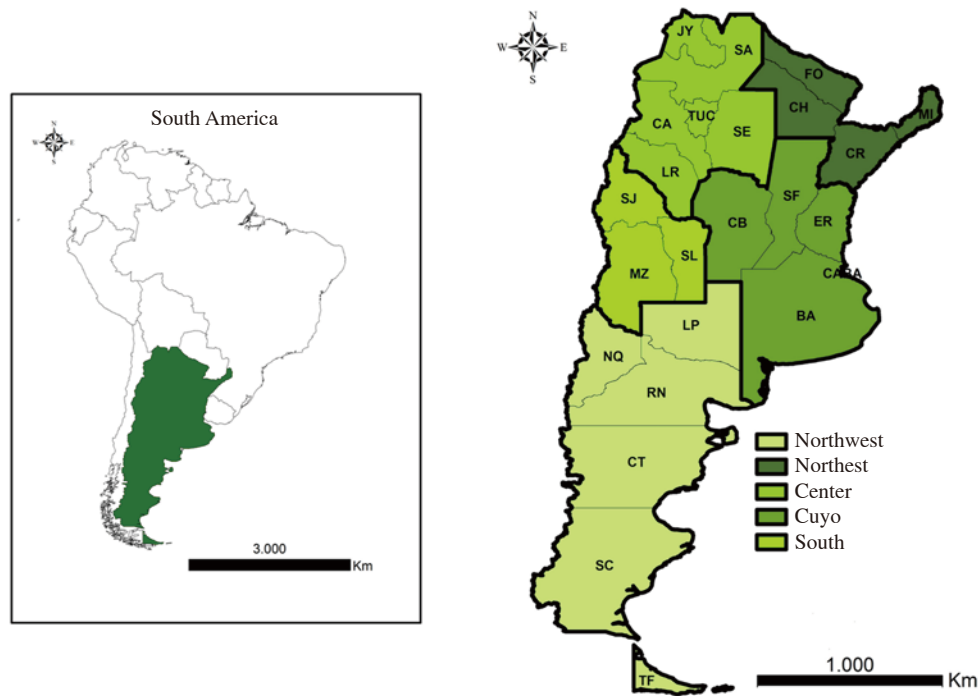 South America
N
W E
S
3.000
Km
N
W E
S
JY
SA
FO
CH
MI
TUC
CA
SE
CR
LR
SJ
SF
CB
ER
SL
MZ
CABA
BA
LP
NQ
RN
CT
SC
TF
Northwest
Northest
Center
Cuyo
South
1.000
Km